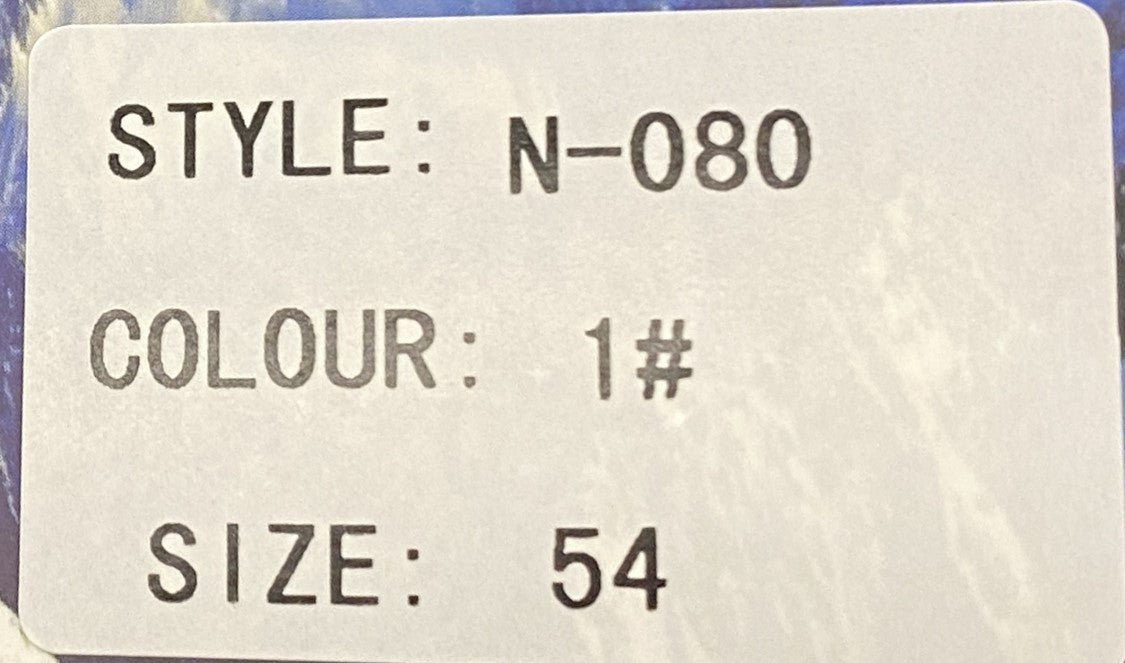 STYLE: N-080
COLOUR: 1#
SIZE: 54